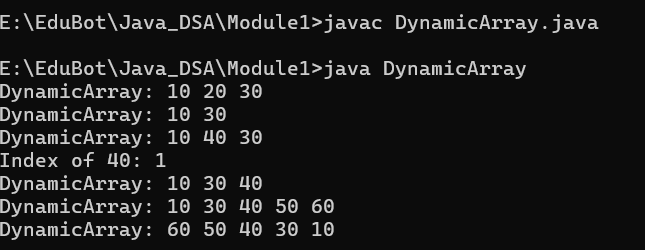 E:\EduBot\Java_DSA\Module1>javac DynamicArray.java
E:\EduBot\Java_DSA\Module1>java DynamicArray
DynamicArray: 10 20 30
DynamicArray: 10 30
DynamicArray: 10 40 30
Index of 40: 1
DynamicArray: 10 30 40
DynamicArray: 10 30 40 50 60
DynamicArray: 60 50 40 30 10